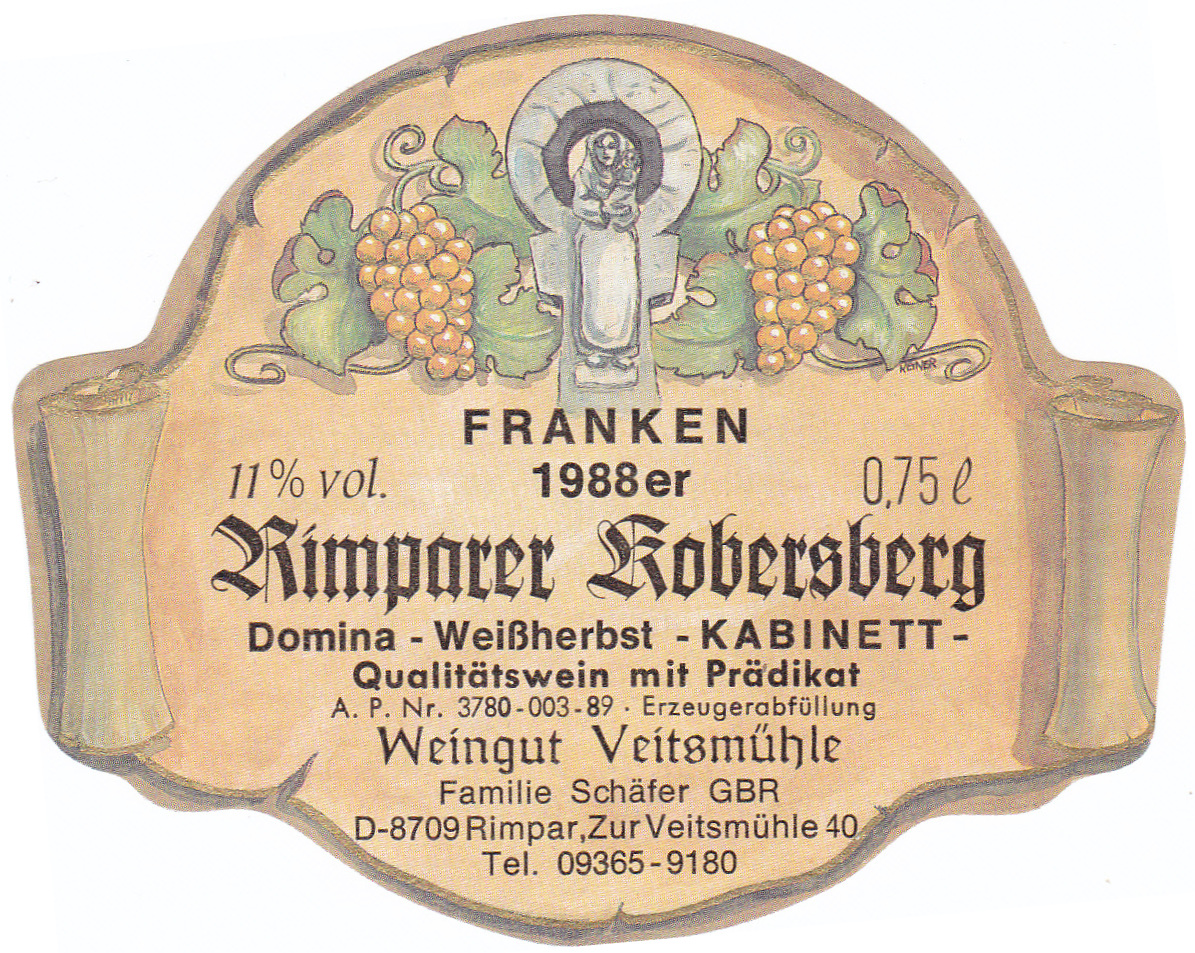 REINER
FRANKEN
11% vol. 1988er 0,75 ℓ
Rimparer Kobersberg
Domina - Weißherbst - KABINETT -
Qualitätswein mit Prädikat
A. P. Nr. 3780-003-89 · Erzeugerabfüllung
Weingut Veitsmühle
Familie Schäfer GBR
D-8709 Rimpar, Zur Veitsmühle 40
Tel. 09365-9180